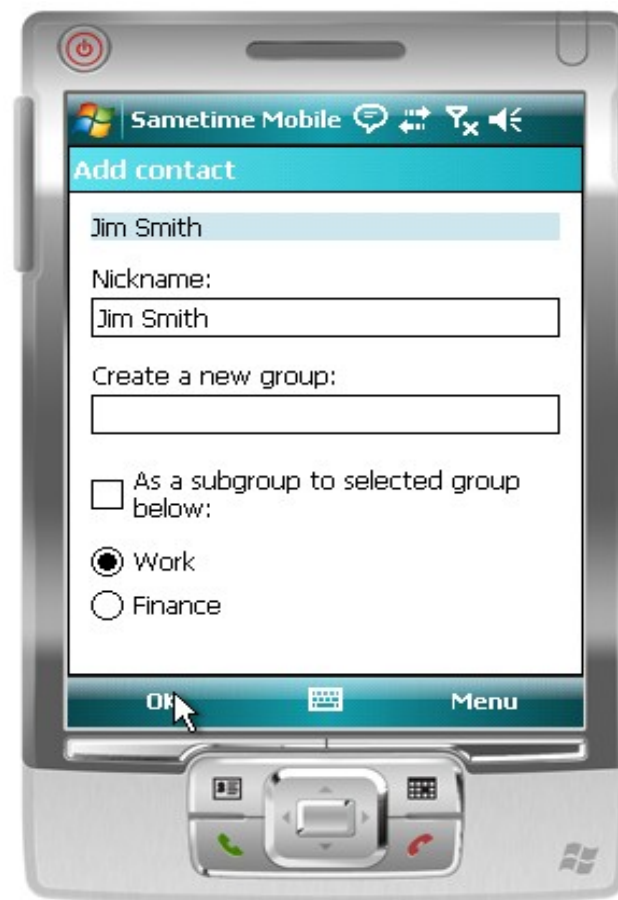 Sametime Mobile
Add contact
Jim Smith
Nickname:
Jim Smith
Create a new group:
As a subgroup to selected group
below:
Work
Finance
OK Menu